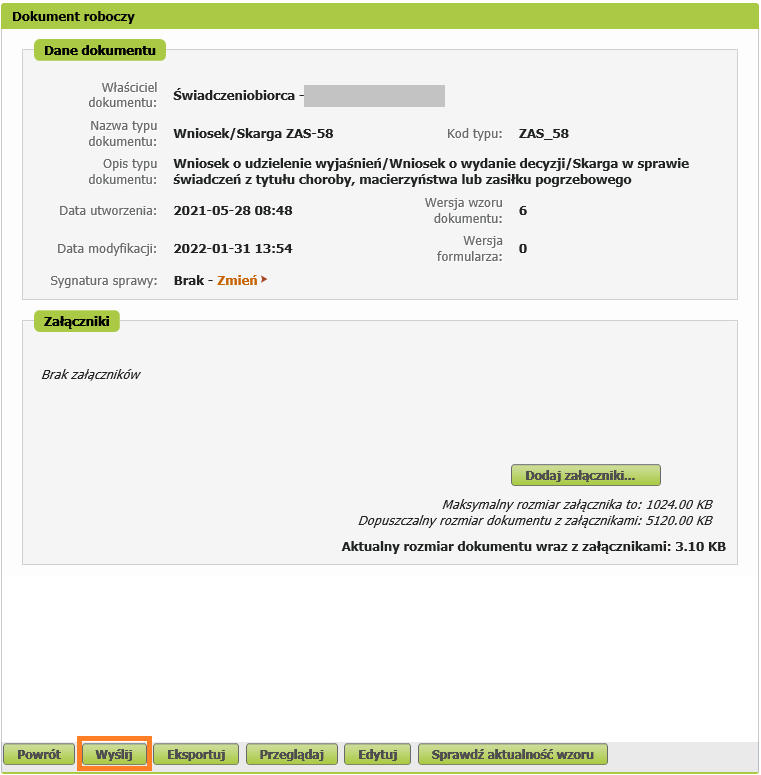 Dokument roboczy
Dane dokumentu
Właściciel
dokumentu:
Świadczeniobiorca -
Nazwa typu
dokumentu:
Wniosek/Skarga ZAS-58
Kod typu:
ZAS_58
Opis typu
dokumentu:
Wniosek o udzielenie wyjaśnień/Wniosek o wydanie decyzji/Skarga w sprawie
świadczeń z tytułu choroby, macierzyństwa lub zasiłku pogrzebowego
Data utworzenia:
2021-05-28 08:48
Wersja wzoru
dokumentu:
6
Data modyfikacji:
2022-01-31 13:54
Wersja
formularza:
0
Sygnatura sprawy:
Brak - Zmień
Załączniki
Brak załączników
Dodaj załączniki...
Maksymalny rozmiar załącznika to: 1024.00 KB
Dopuszczalny rozmiar dokumentu z załącznikami: 5120.00 KB
Aktualny rozmiar dokumentu wraz z załącznikami: 3.10 KB
Powrót
Wyślij
Eksportuj
Przeglądaj
Edytuj
Sprawdź aktualność wzoru